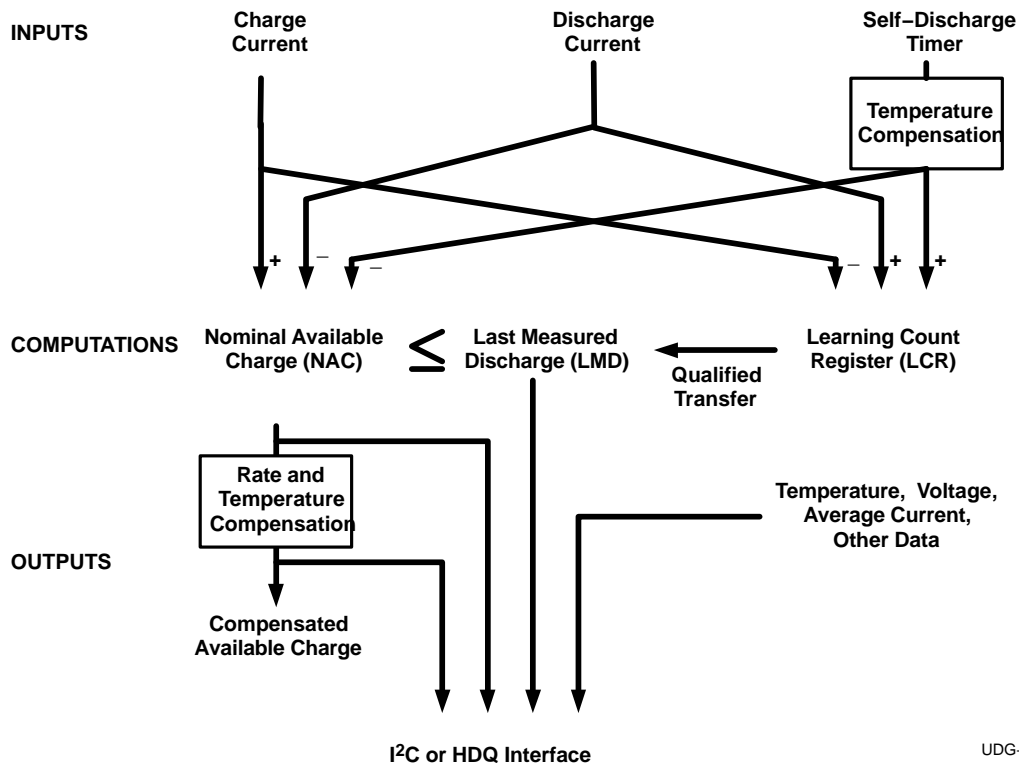 INPUTS
Charge
Current
Discharge
Current
Self−Discharge
Timer
Temperature
Compensation
+
−
−
−
+
+
COMPUTATIONS
Nominal Available
Charge (NAC)
≤
Last Measured
Discharge (LMD)
Qualified
Transfer
Learning Count
Register (LCR)
Rate and
Temperature
Compensation
Temperature, Voltage,
Average Current,
Other Data
OUTPUTS
Compensated
Available Charge
I2C or HDQ Interface
UDG-